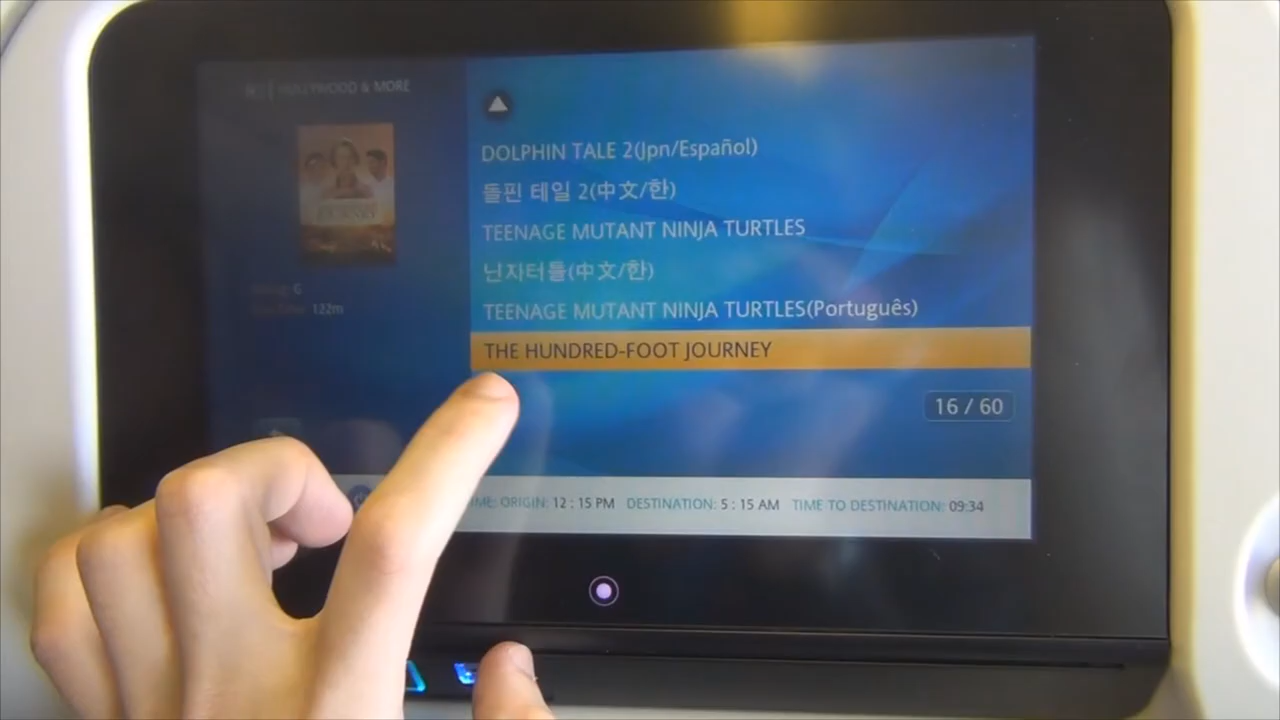 HOLLYWOOD & MORE
DOLPHIN TALE 2(Jpn/Español)
돌핀 테일 2(中文/한)
TEENAGE MUTANT NINJA TURTLES
닌자터틀(中文/한)
TEENAGE MUTANT NINJA TURTLES(Português)
THE HUNDRED-FOOT JOURNEY
G
122m
16 / 60
ORIGIN: 12 : 15 PM DESTINATION: 5 : 15 AM TIME TO DESTINATION: 09:34